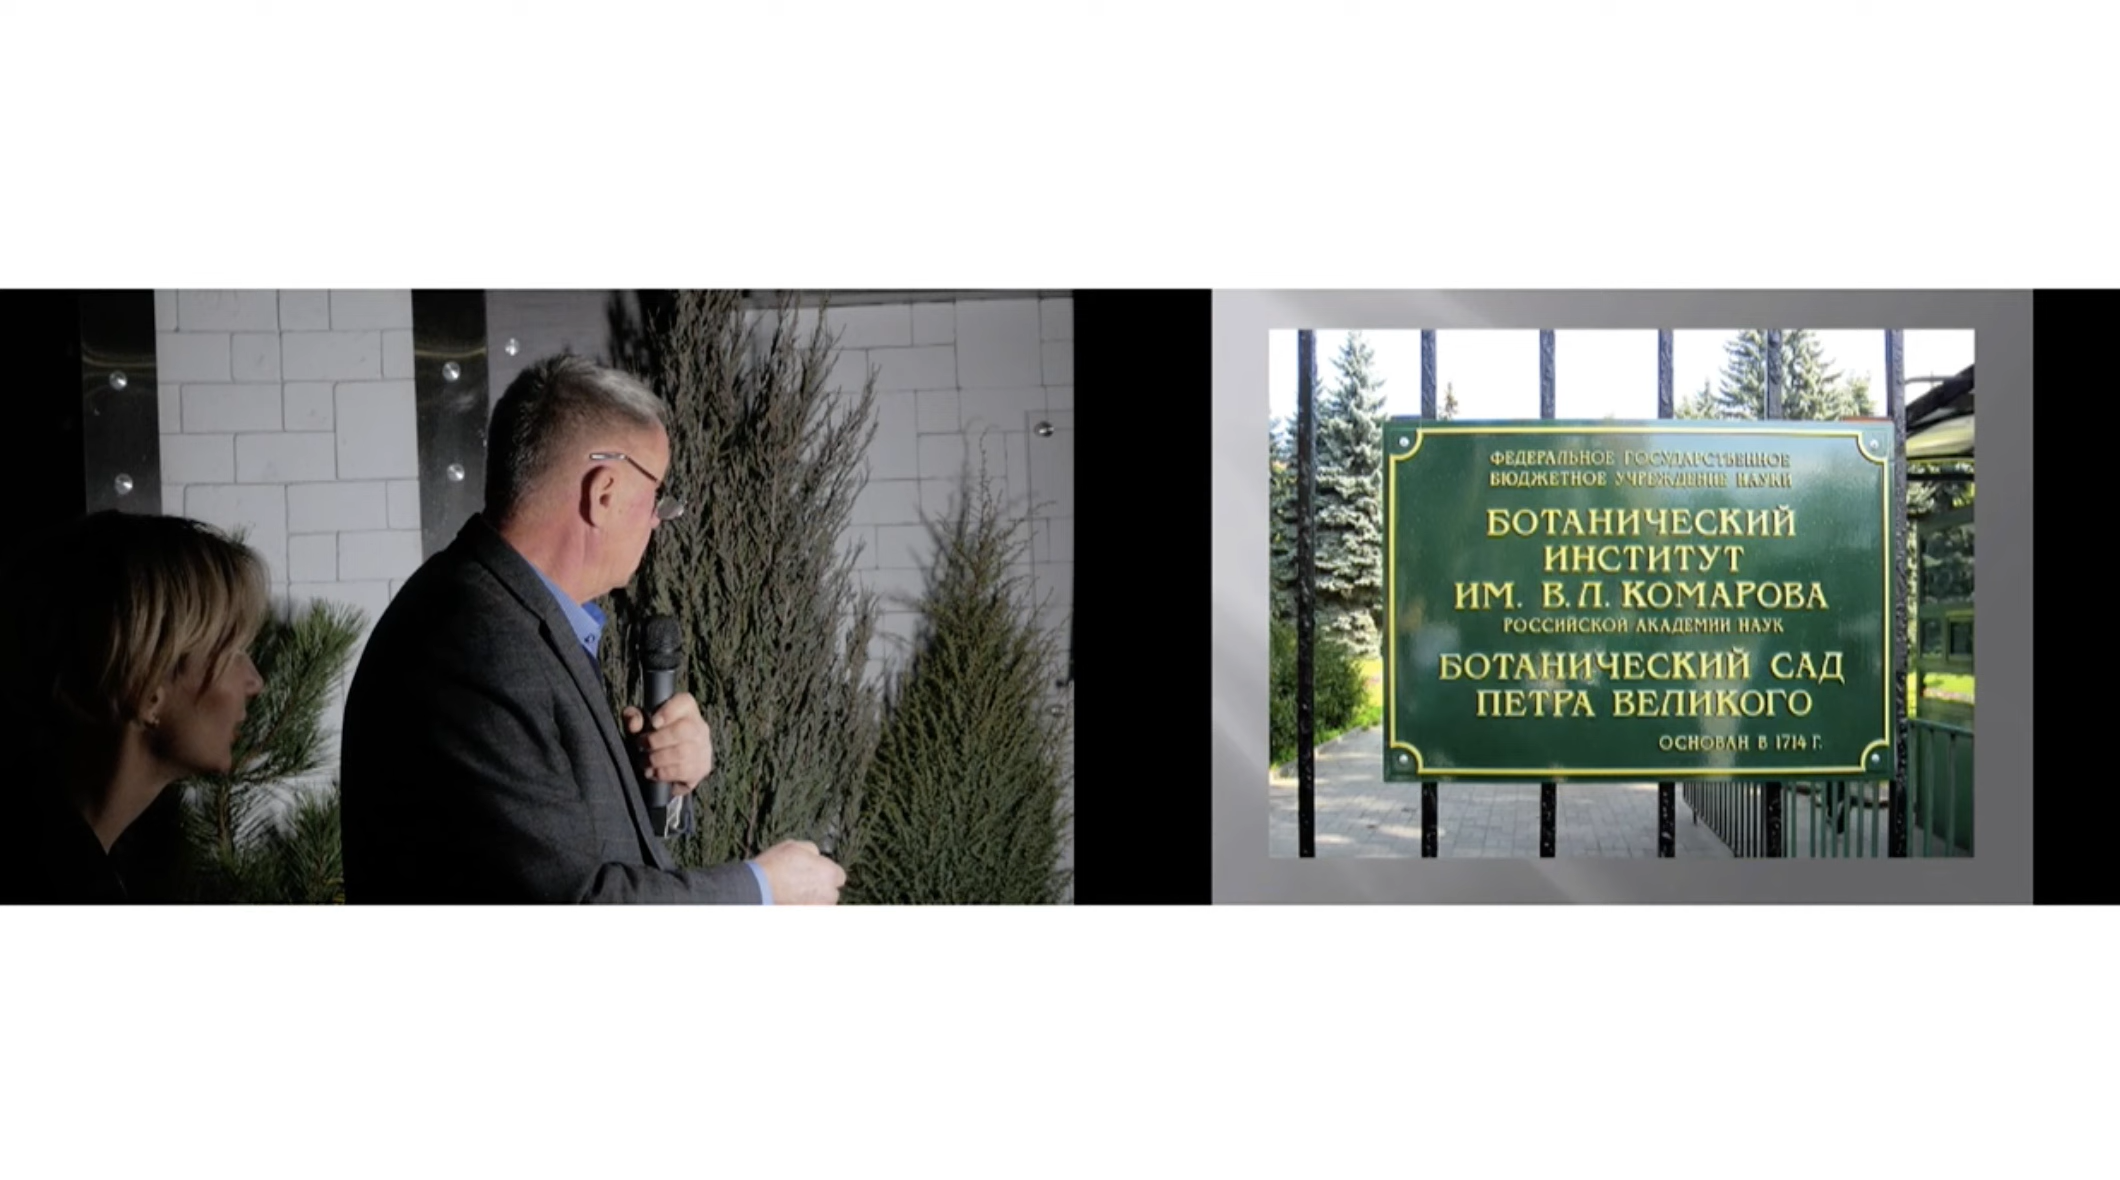 ФЕДЕРАЛЬНОЕ ГОСУДАРСТВЕННОЕ
БЮДЖЕТНОЕ УЧРЕЖДЕНИЕ НАУКИ
БОТАНИЧЕСКИЙ
ИНСТИТУТ
ИМ. В.Л. КОМАРОВА
РОССИЙСКОЙ АКАДЕМИИ НАУК
БОТАНИЧЕСКИЙ САД
ПЕТРА ВЕЛИКОГО
ОСНОВАН В 1714 Г.